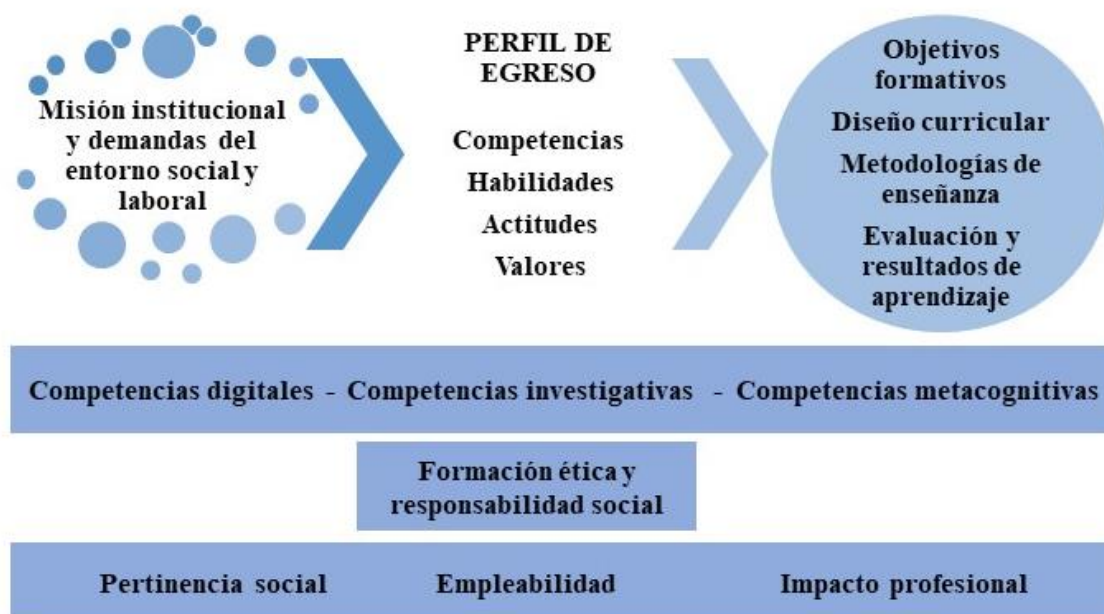 Misión institucional
y demandas del
entorno social y
laboral
PERFIL DE
EGRESO
Competencias
Habilidades
Actitudes
Valores
Objetivos
formativos
Diseño curricular
Metodologías de
enseñanza
Evaluación y
resultados de
aprendizaje
Competencias digitales - Competencias investigativas - Competencias metacognitivas
Formación ética y
responsabilidad social
Pertinencia social Empleabilidad Impacto profesional